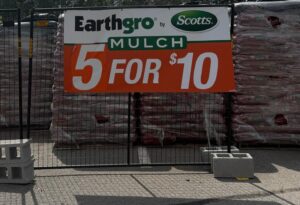 Earthgro by Scotts
MULCH
5 FOR $10